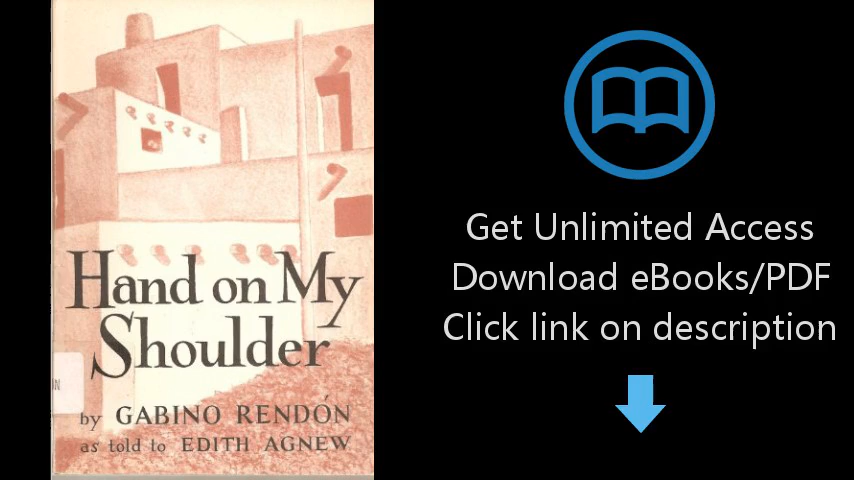 Hand on My
Shoulder
by GABINO RENDÓN
as told to EDITH AGNEW
N
Get Unlimited Access
Download eBooks/PDF
Click link on description